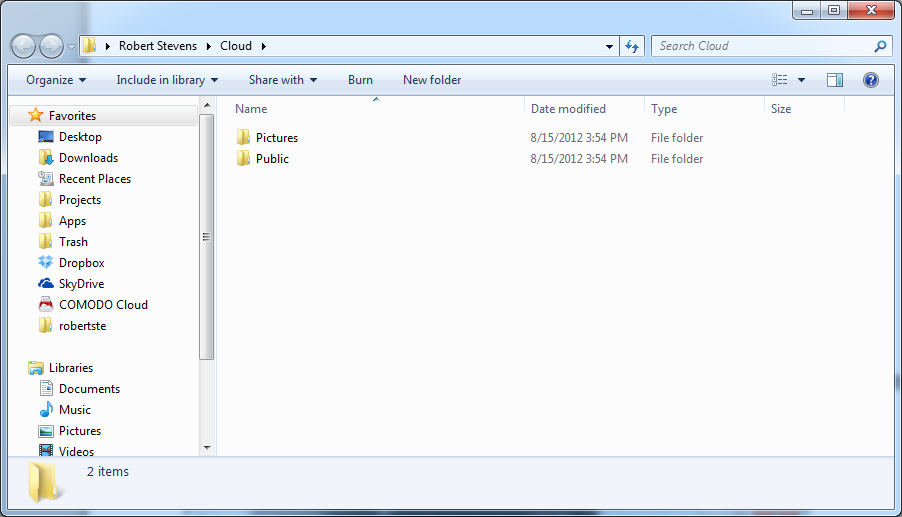 Robert Stevens Cloud Search Cloud
Organize Include in library Share with Burn New folder
Name Date modified Type Size
Favorites
Desktop
Downloads
Recent Places
Projects
Apps
Trash
Dropbox
SkyDrive
COMODO Cloud
robertste
Libraries
Documents
Music
Pictures
Videos
Pictures 8/15/2012 3:54 PM File folder
Public 8/15/2012 3:54 PM File folder
2 items